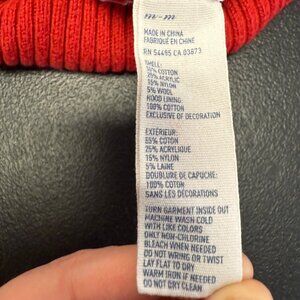 m-m
MADE IN CHINA
FABRIQUÉ EN CHINE
RN 54495 CA 03873
SHELL:
55% COTTON
25% ACRYLIC
15% NYLON
5% WOOL
HOOD LINING
100% COTTON
EXCLUSIVE OF DECORATION
EXTÉRIEUR:
55% COTON
25% ACRYLIQUE
15% NYLON
5% LAINE
DOUBLURE DE CAPUCHE:
100% COTON
SANS LES DÉCORATIONS
TURN GARMENT INSIDE OUT
MACHINE WASH COLD
WITH LIKE COLORS
ONLY NON-CHLORINE
BLEACH WHEN NEEDED
DO NOT WRING OR TWIST
LAY FLAT TO DRY
WARM IRON IF NEEDED
DO NOT DRY CLEAN